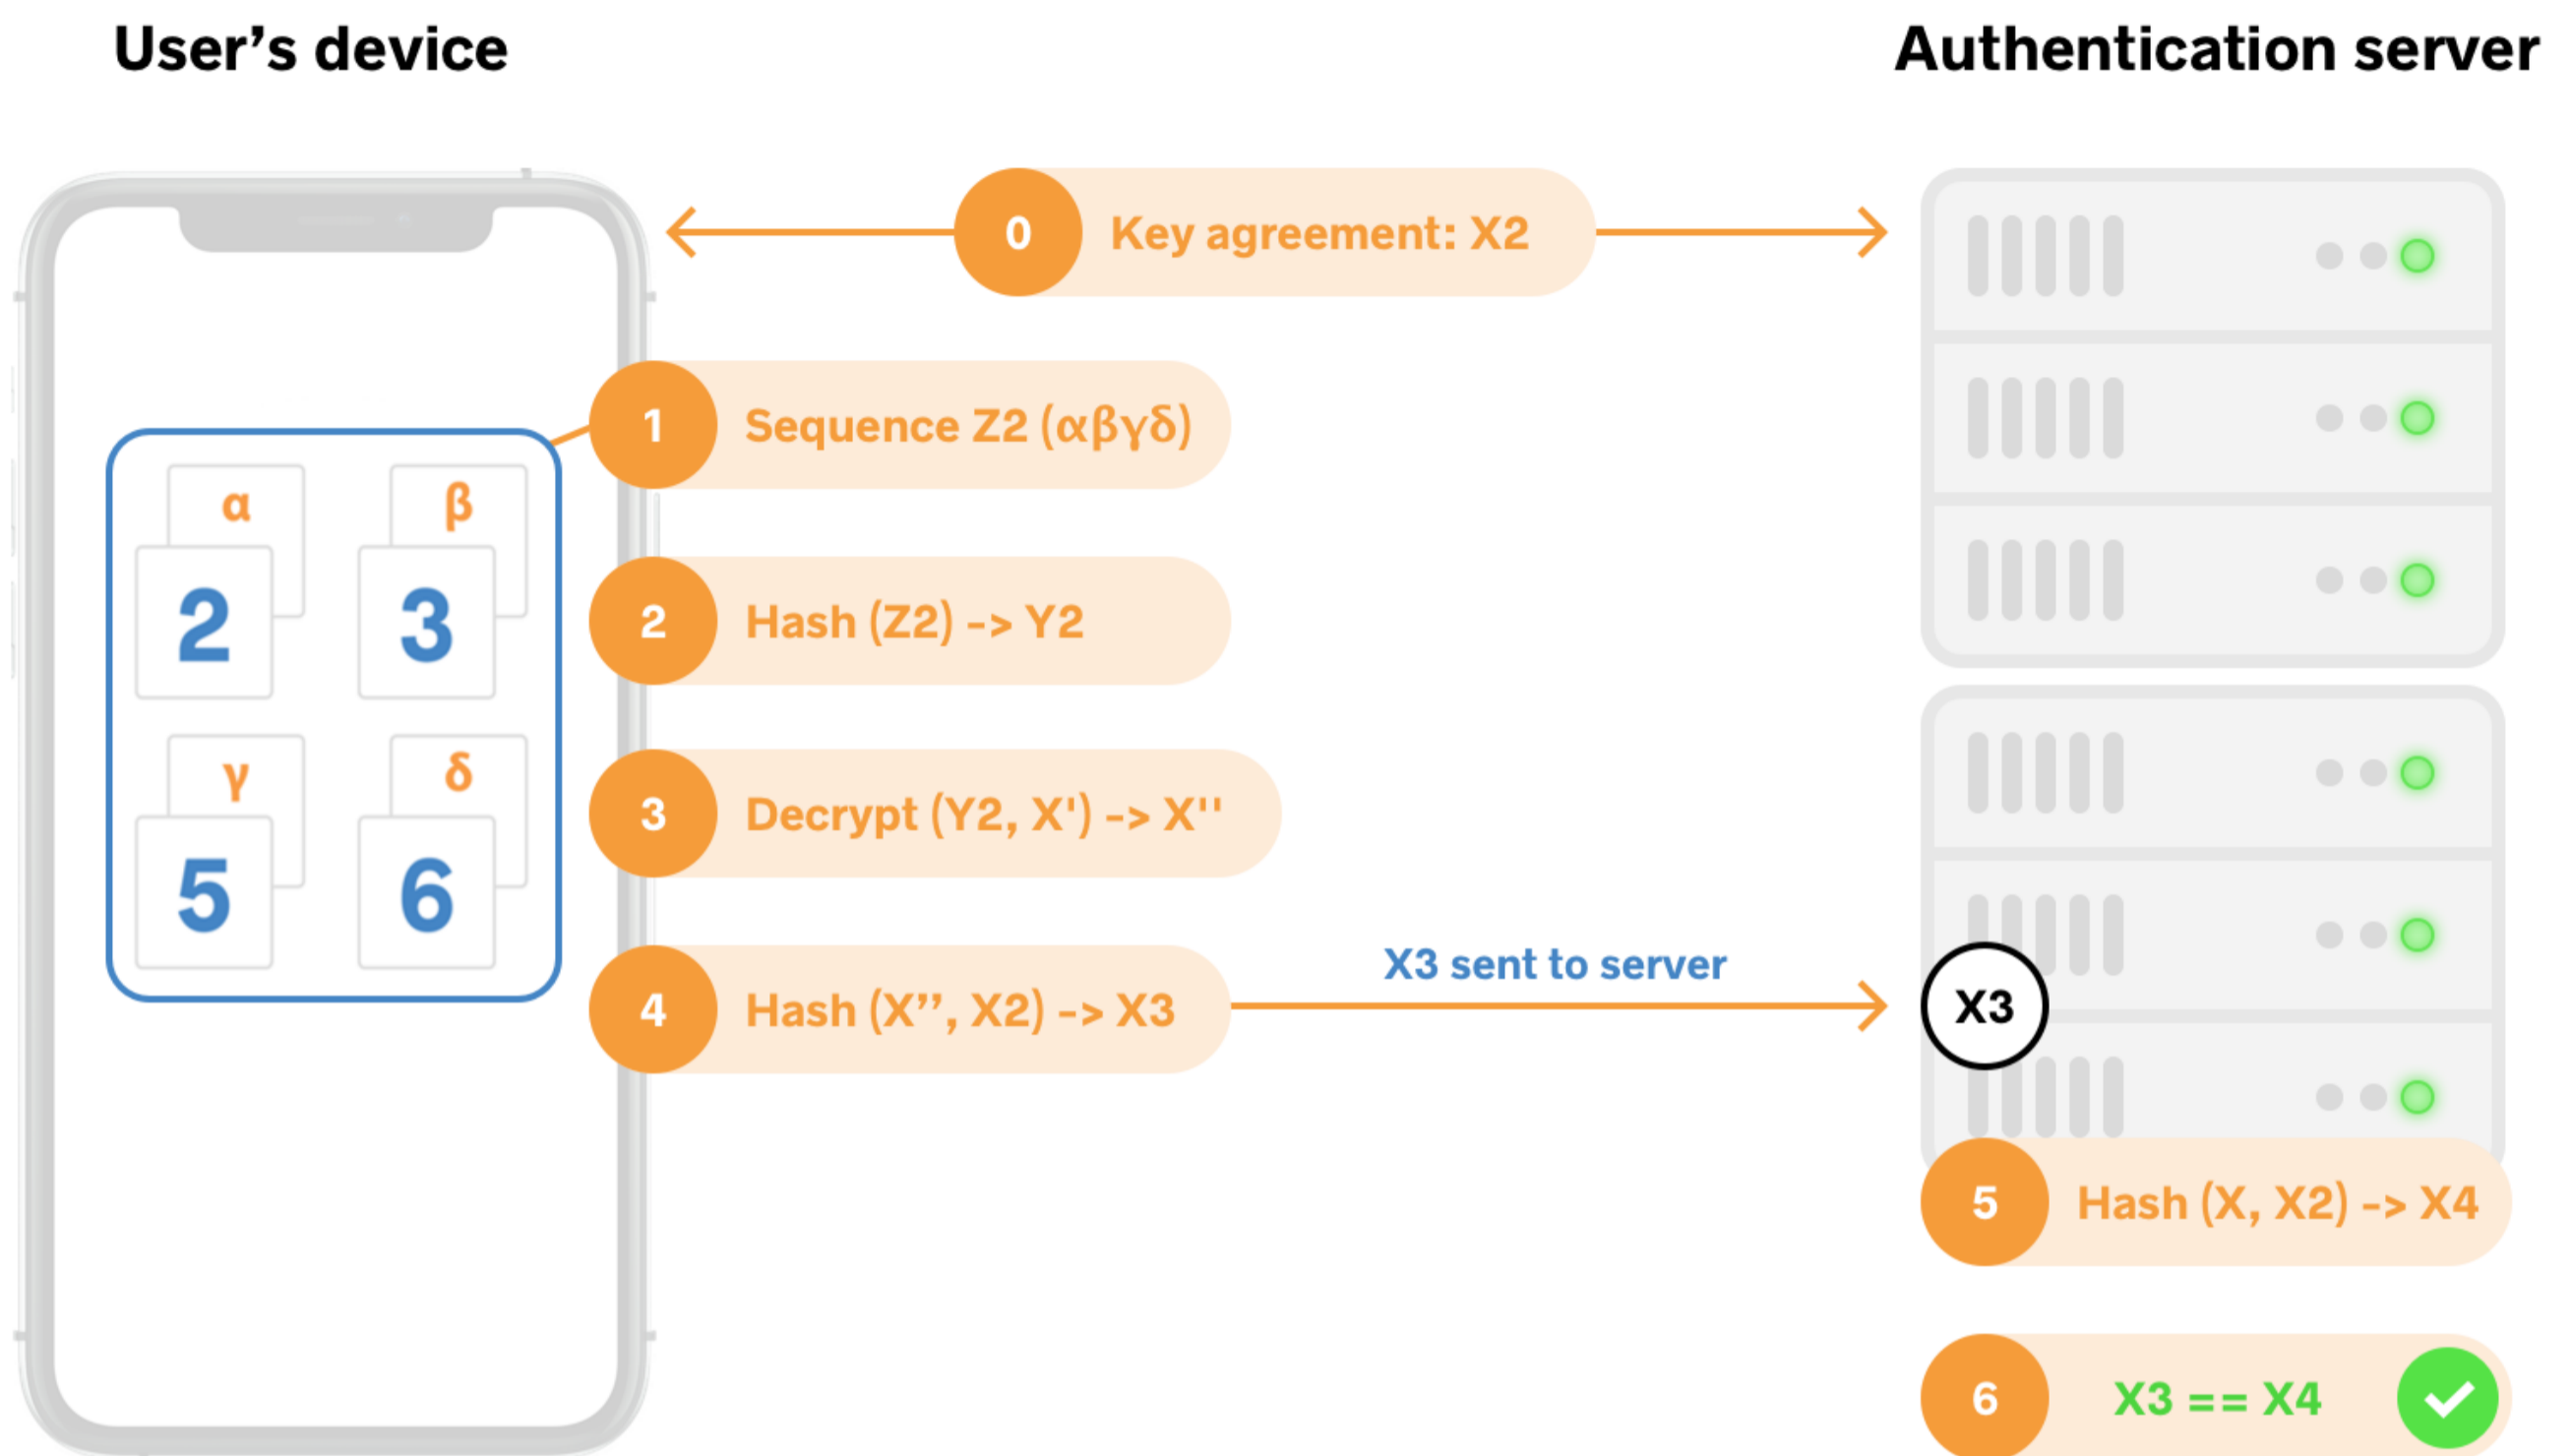 User’s device
Authentication server
0 Key agreement: X2
1 Sequence Z2 (αβγδ)
α β
2 3
2 Hash (Z2) -> Y2
γ δ
5 6
3 Decrypt (Y2, X') -> X''
4 Hash (X”, X2) -> X3
X3 sent to server
X3
5 Hash (X, X2) -> X4
6 X3 == X4